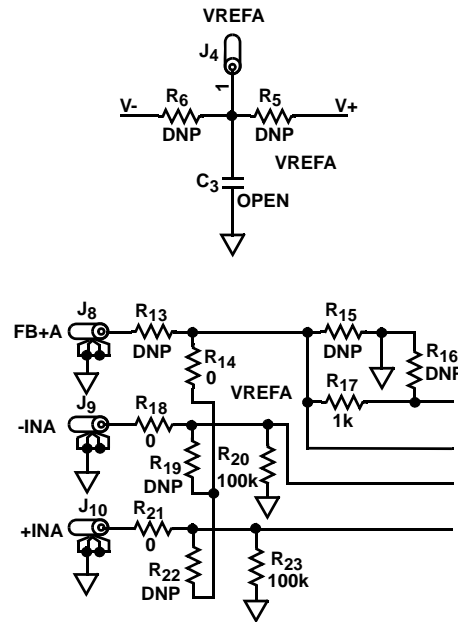 VREFA
J4
1
R6
R5
V-
V+
DNP
DNP
VREFA
C3
OPEN
J8
R13
R15
FB+A
DNP
R14
0
DNP
R16
DNP
J9
R18
VREFA
R17
1k
-INA
0
R19
DNP
R20
100k
J10
R21
+INA
0
R22
DNP
R23
100k